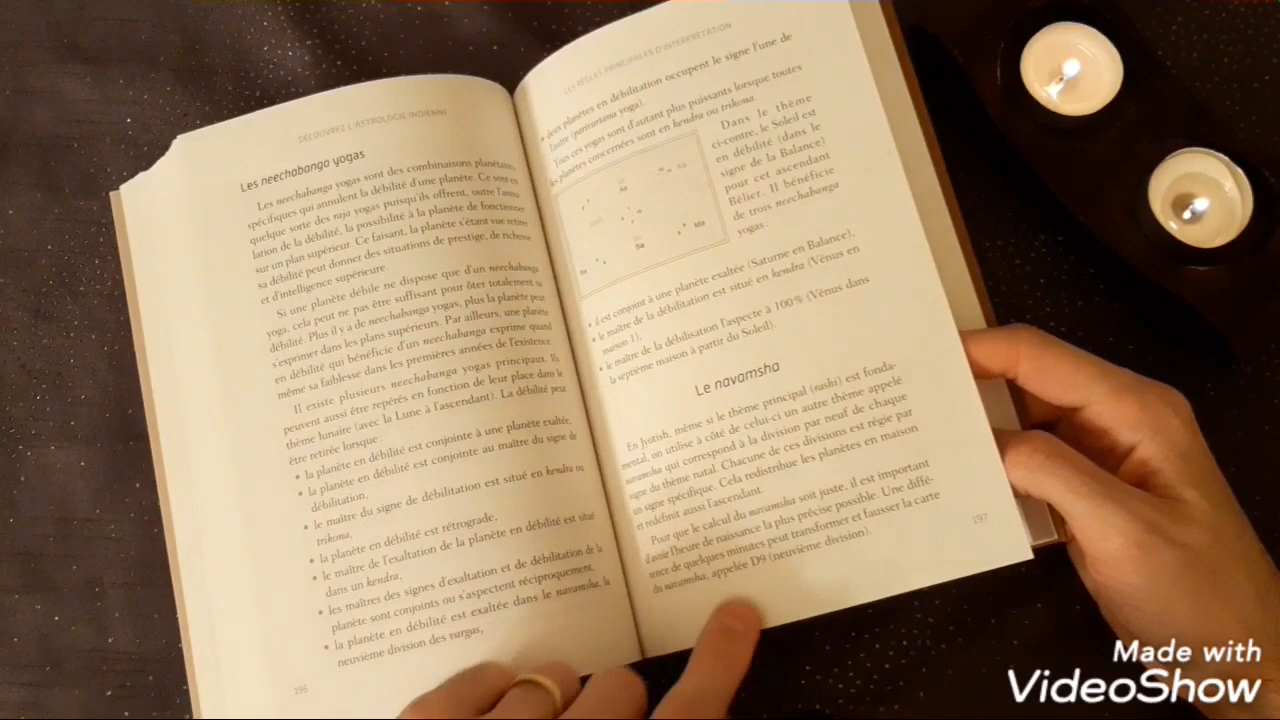 DÉCOUVREZ L'ASTROLOGIE INDIENNE
Les neechabanga yogas
Les neechabanga yogas sont des combinaisons planétaires
spécifiques qui annulent la débilité d'une planète. Ce sont en
quelque sorte des raja yogas puisqu'ils offrent, outre l'annu-
lation de la débilité, la possibilité à la planète de fonctionner
sur un plan supérieur. Ce faisant, la planète s'étant vue retirer
sa débilité peut donner des situations de prestige, de richesse
et d'intelligence supérieure.
Si une planète débile ne dispose que d'un neechabanga
yoga, cela peut ne pas être suffisant pour ôter totalement sa
débilité. Plus il y a de neechabanga yogas, plus la planète peut
s'exprimer dans les plans supérieurs. Par ailleurs, une planète
en débilité qui bénéficie d'un neechabanga exprime quand
même sa faiblesse dans les premières années de l'existence.
Il existe plusieurs neechabanga yogas principaux. Ils
peuvent aussi être repérés en fonction de leur place dans le
thème lunaire (avec la Lune à l'ascendant). La débilité peut
être retirée lorsque
• la planète en débilité est conjointe à une planète exaltée,
• la planète en débilité est conjointe au maître du signe de
débilitation,
• le maître du signe de débilitation est situé en kendra ou
trikona,
• la planète en débilité est rétrograde,
• le maître de l'exaltation de la planète en débilité est situé
dans un kendra,
• les maîtres des signes d'exaltation et de débilitation de la
planète sont conjoints ou s'aspectent réciproquement,
• la planète en débilité est exaltée dans le navamsha, la
neuvième division des vargas,
196
LES RÈGLES PRINCIPALES D'INTERPRÉTATION
• deux planètes en débilitation occupent le signe l'une de
l'autre (parivartana yoga).
Tous ces yogas sont d'autant plus puissants lorsque toutes
les planètes concernées sont en kendra ou trikona.
As
Sa
Ma
Dans le thème
ci-contre, le Soleil est
en débilité (dans le
signe de la Balance)
pour cet ascendant
Bélier. Il bénéficie
de trois neechabanga
yogas.
• il est conjoint à une planète exaltée (Saturne en Balance),
• le maître de la débilitation est situé en kendra (Vénus en
maison 1),
• le maître de la débilisation l'aspecte à 100% (Vénus dans
la septième maison à partir du Soleil).
Le navamsha
En Jyotish, même si le thème principal (rashi) est fonda-
mental, on utilise à côté de celui-ci un autre thème appelé
navamsha qui correspond à la division par neuf de chaque
signe du thème natal. Chacune de ces divisions est régie par
un signe spécifique. Cela redistribue les planètes en maison
et redéfinit aussi l'ascendant.
Pour que le calcul du navamsha soit juste, il est important
d'avoir l'heure de naissance la plus précise possible. Une diffé-
rence de quelques minutes peut transformer et fausser la carte
du navamsha, appelée D9 (neuvième division).
197
Made with
VideoShow